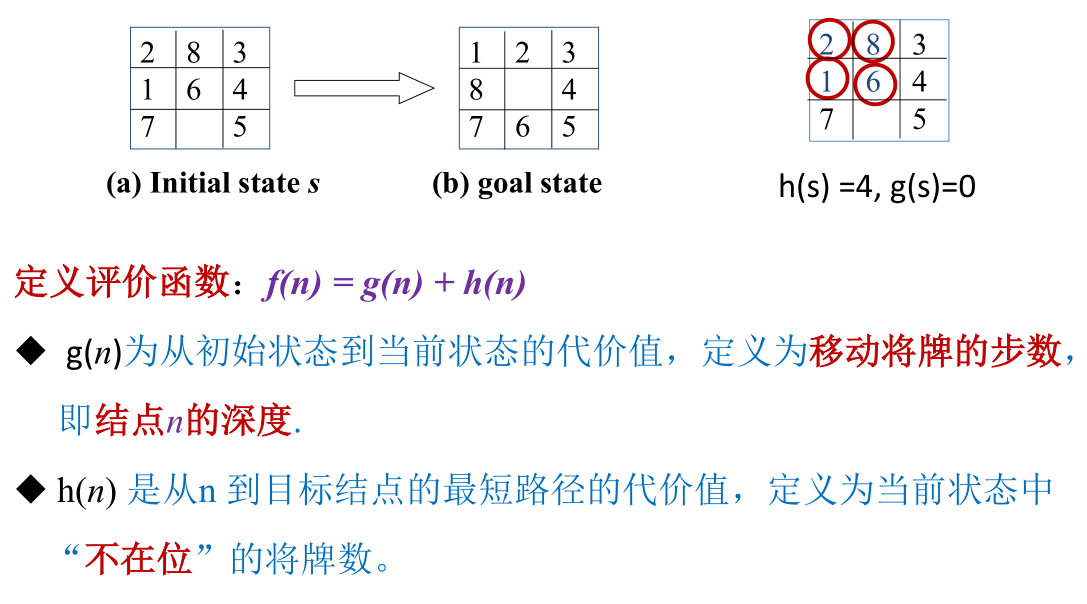 2 8 3 1 2 3 2 8 3
1 6 4 8 4 1 6 4
7 5 7 6 5 7 5
(a) Initial state s (b) goal state h(s) =4, g(s)=0
定义评价函数：f(n) = g(n) + h(n)
◆ g(n)为从初始状态到当前状态的代价值，定义为移动将牌的步数，
即结点n的深度.
◆ h(n) 是从n 到目标结点的最短路径的代价值，定义为当前状态中
“不在位”的将牌数。